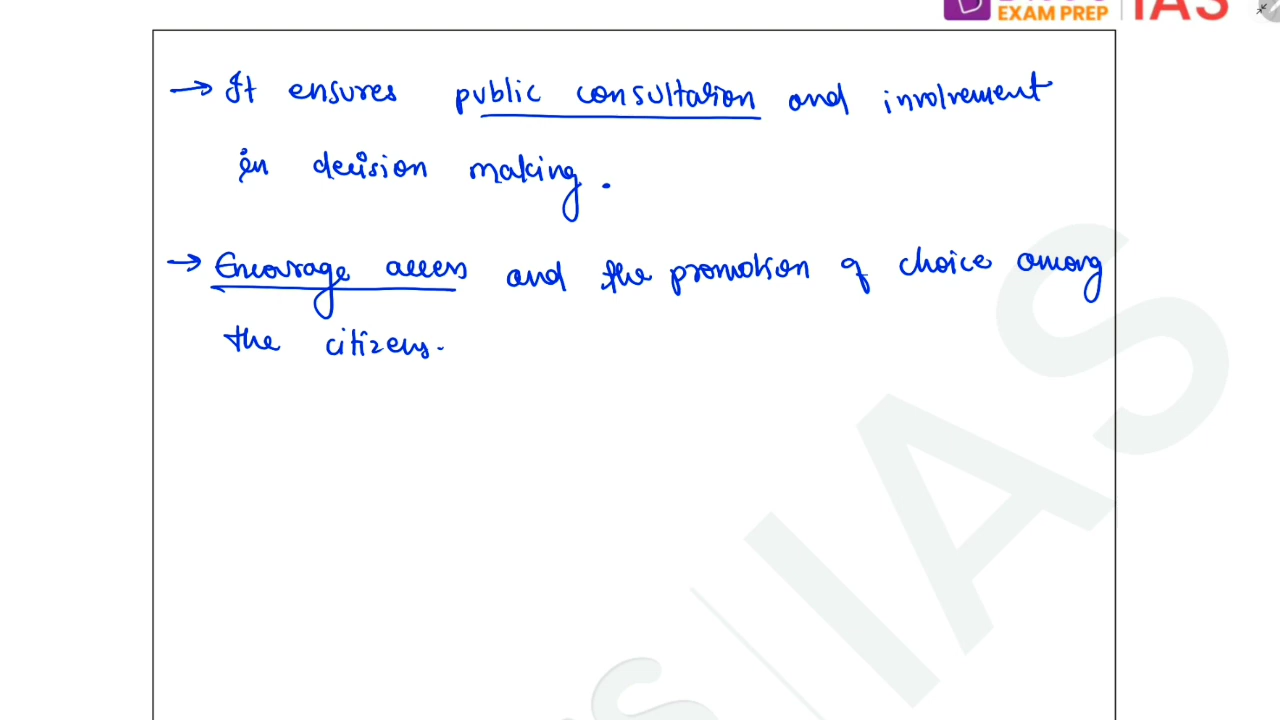 EXAM PREP IAS
→ It ensures public consultation and involvement
in decision making.
→ Encourage access and the promotion of choice among
the citizens.
IAS